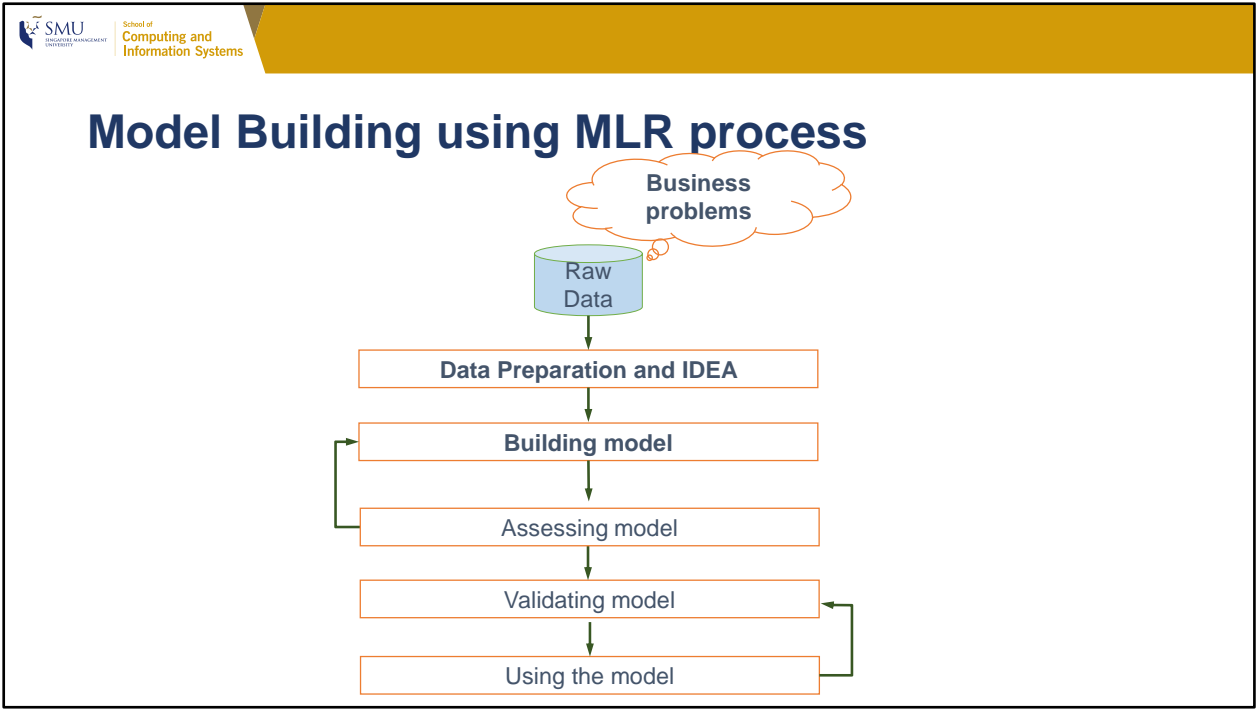 SMU
SINGAPORE MANAGEMENT
UNIVERSITY
School of
Computing and
Information Systems
Model Building using MLR process
Business
problems
Raw
Data
Data Preparation and IDEA
Building model
Assessing model
Validating model
Using the model